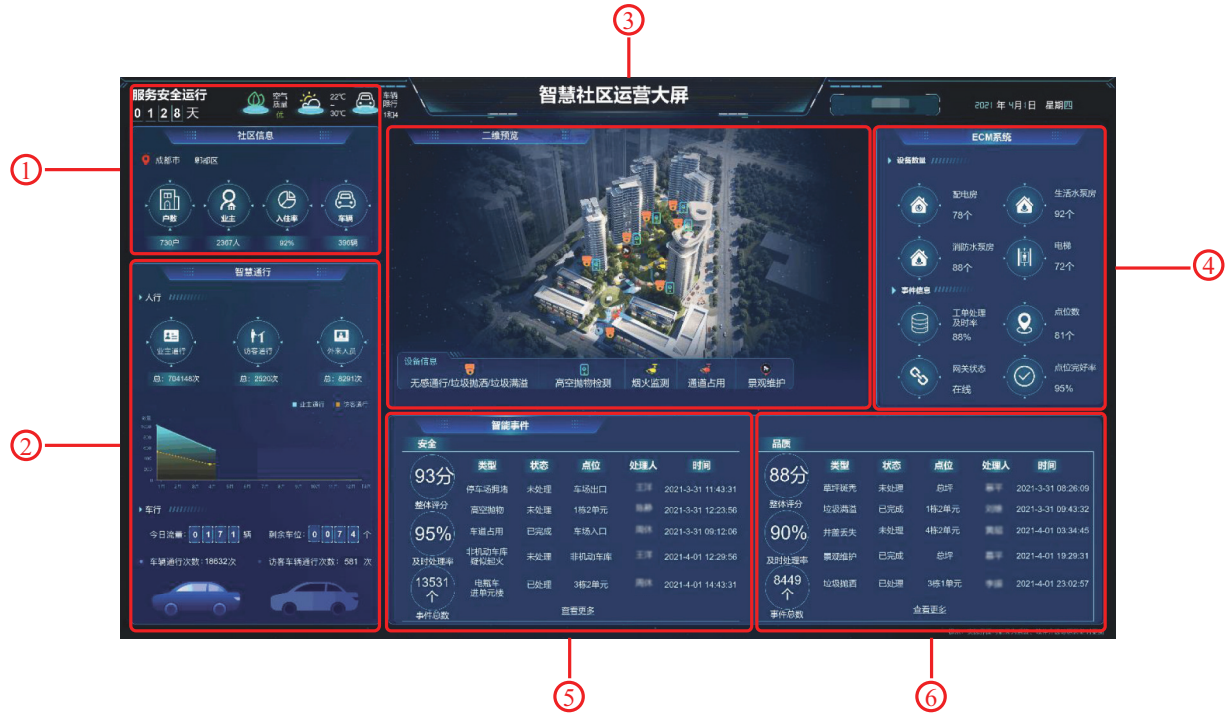 ③
服务安全运行
0128天
空气
质量
优
22℃
~
30℃
车辆
限行
1804
智慧社区运营大屏
2021 年 4月1日 星期四
①
社区信息
成都市 郫都区
户数 业主 入住率 车辆
730户 2367人 92% 396辆
②
智慧通行
人行
业主通行 访客通行 外来人员
总: 704146次 总: 2520次 总: 8291次
业主通行 访客通行
1月 2月 3月 4月 5月 6月 7月 8月 9月 10月 11月 12月
车行
今日流量: 0171 辆 剩余车位: 0074 个
车辆通行次数: 18632次 访客车辆通行次数: 581 次
二维预览
设备信息
无感通行/垃圾抛洒/垃圾满溢 高空抛物检测 烟火监测 通道占用 景观维护
④
ECM系统
设备数量
配电房 生活水泵房
78个 92个
消防水泵房 电梯
88个 72个
事件信息
工单处理
及时率
88%
点位数
81个
网关状态 点位完好率
在线 95%
⑤
智能事件
安全
93分
整体评分
95%
及时处理率
13531
个
事件总数
类型 状态 点位 处理人 时间
停车场拥堵 未处理 车场出口 2021-3-31 11:43:31
高空抛物 未处理 1栋2单元 2021-3-31 12:23:56
车道占用 已完成 车场入口 2021-3-31 09:12:06
非机动车库
疑似起火 未处理 非机动车库 2021-4-01 12:29:56
电瓶车
进单元楼 已处理 3栋2单元 2021-4-01 14:43:31
查看更多
⑥
品质
88分
整体评分
90%
及时处理率
8449
个
事件总数
类型 状态 点位 处理人 时间
草坪斑秃 未处理 总坪 2021-3-31 08:26:09
垃圾满溢 已完成 1栋2单元 2021-3-31 09:43:32
井盖丢失 未处理 4栋2单元 2021-4-01 03:34:45
景观维护 已完成 总坪 2021-4-01 19:29:31
垃圾抛洒 已处理 3栋1单元 2021-4-01 23:02:57
查看更多